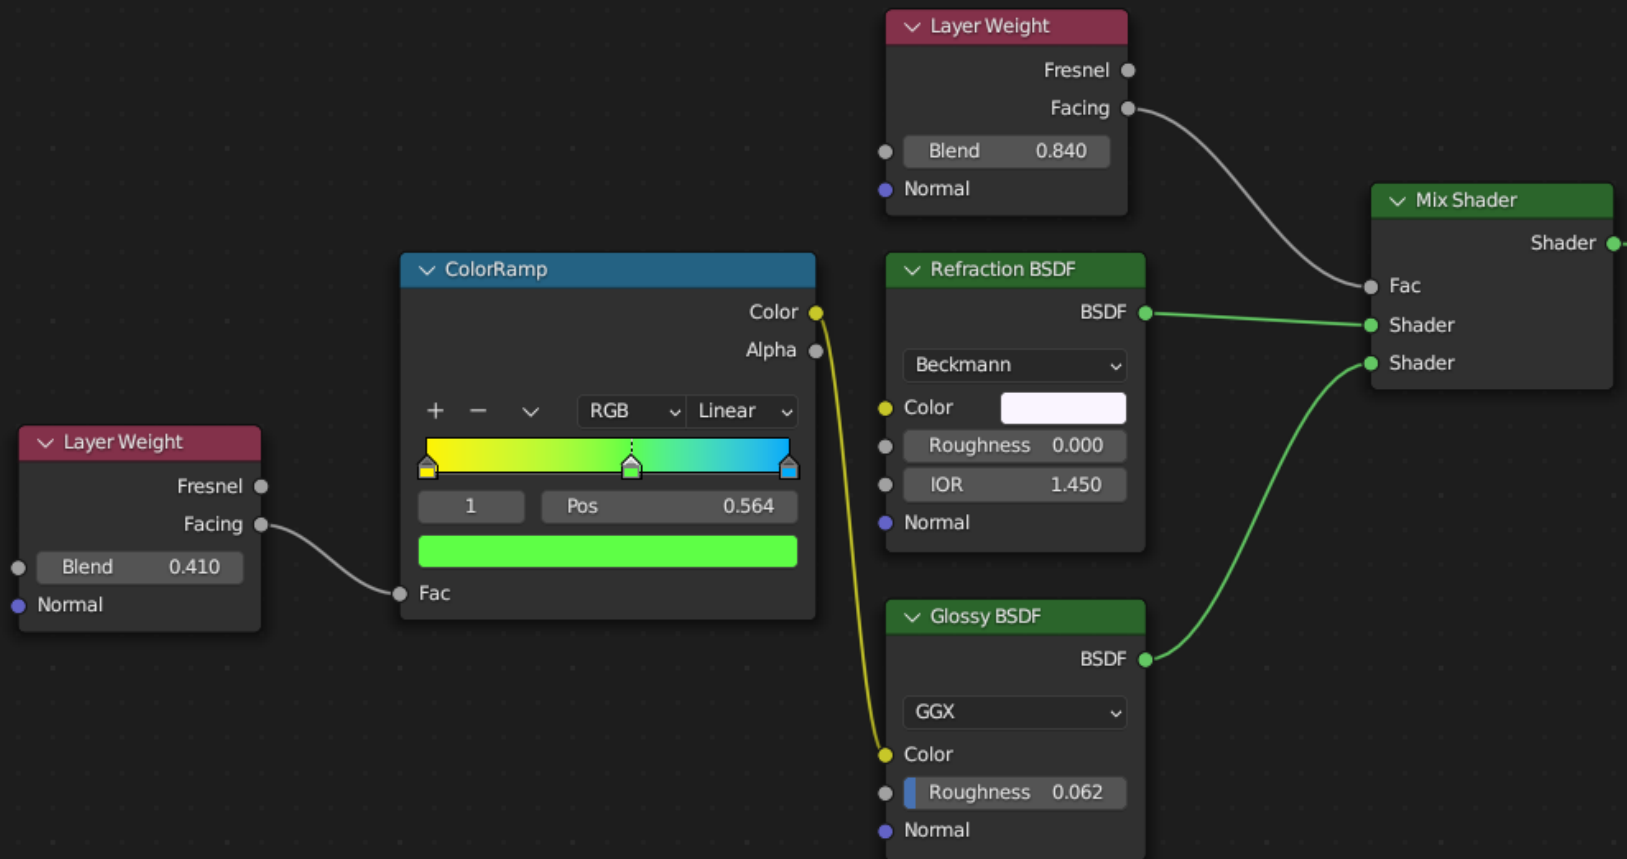 Layer Weight
Fresnel
Facing
Blend 0.410
Normal
ColorRamp
Color
Alpha
RGB Linear
1 Pos 0.564
Fac
Layer Weight
Fresnel
Facing
Blend 0.840
Normal
Refraction BSDF
BSDF
Beckmann
Color
Roughness 0.000
IOR 1.450
Normal
Glossy BSDF
BSDF
GGX
Color
Roughness 0.062
Normal
Mix Shader
Shader
Fac
Shader
Shader